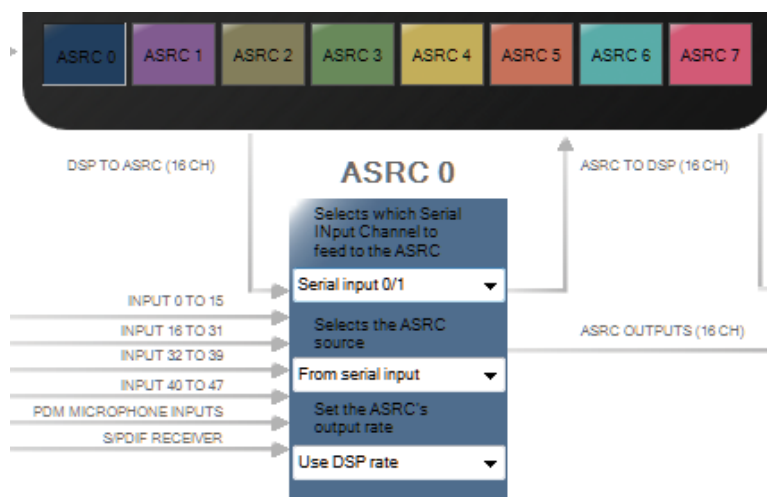 ASRC 0 ASRC 1 ASRC 2 ASRC 3 ASRC 4 ASRC 5 ASRC 6 ASRC 7
DSP TO ASRC (16 CH)
ASRC 0
ASRC TO DSP (16 CH)
Selects which Serial
INput Channel to
feed to the ASRC
Serial input 0/1
INPUT 0 TO 15
Selects the ASRC
source
INPUT 16 TO 31
ASRC OUTPUTS (16 CH)
INPUT 32 TO 39
From serial input
INPUT 40 TO 47
Set the ASRC's
output rate
PDM MICROPHONE INPUTS
S/PDIF RECEIVER
Use DSP rate